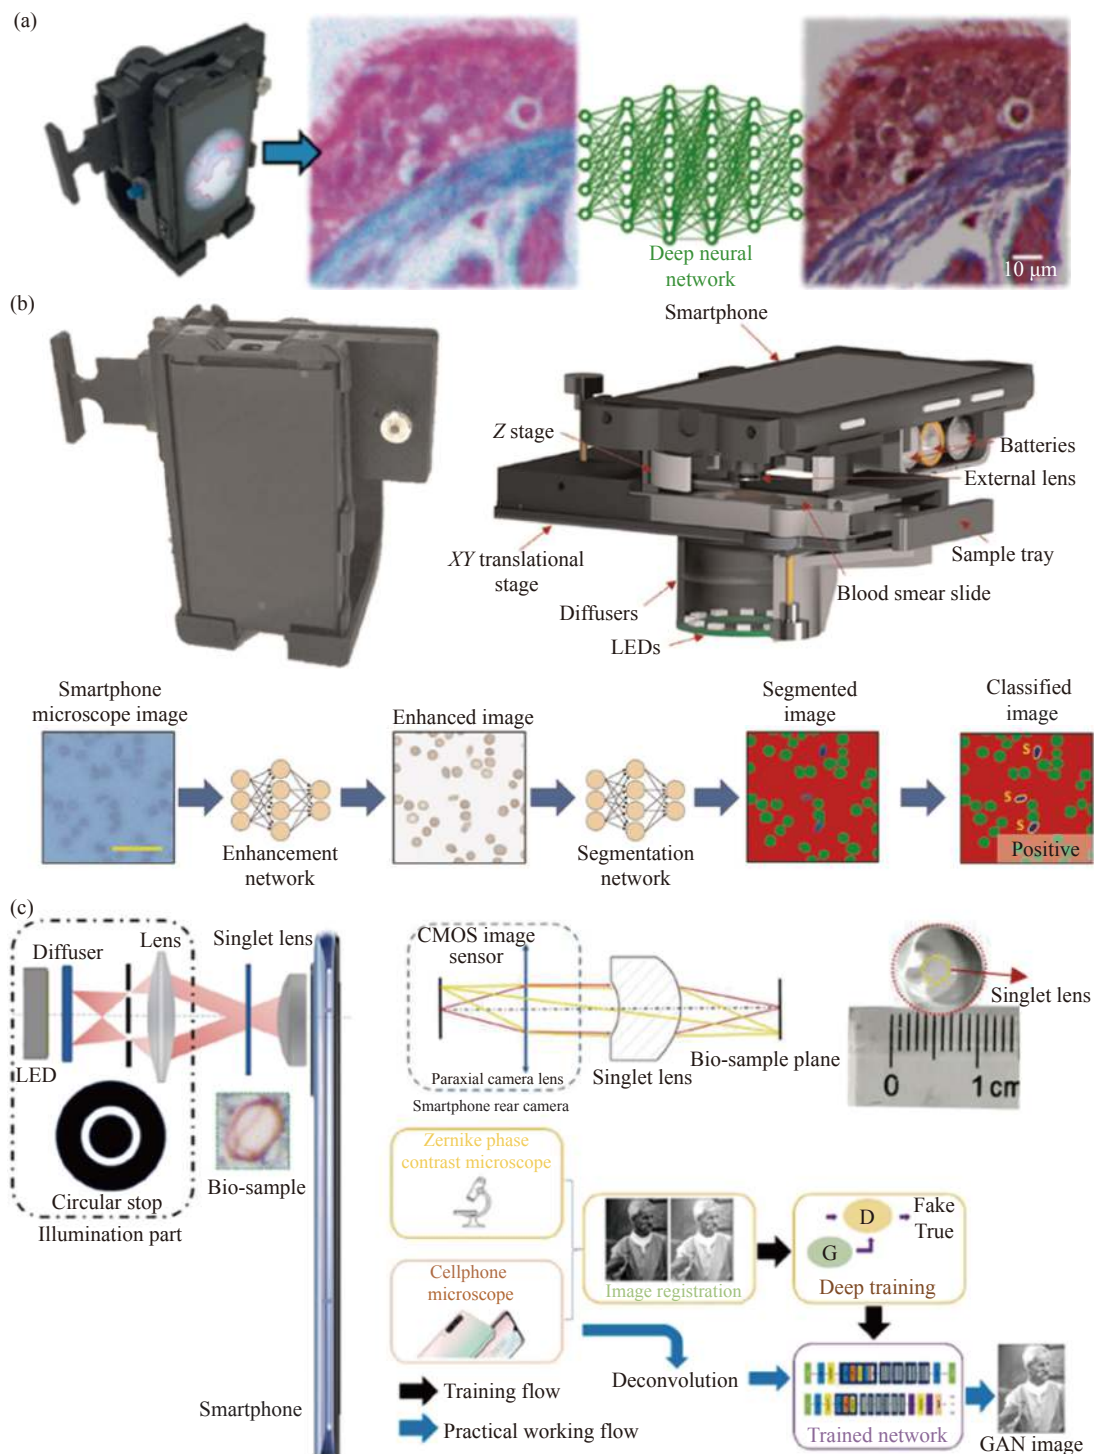 (a)
Deep neural
network
10 μm
(b)
Smartphone
Z stage
Batteries
External lens
XY translational
stage
Sample tray
Blood smear slide
Diffusers
LEDs
Smartphone
microscope image
Enhanced image
Segmented
image
Classified
image
S
S
S
Positive
Enhancement
network
Segmentation
network
(c)
Lens
Singlet lens
Diffuser
LED
Circular stop
Illumination part
Bio-sample
Smartphone
CMOS image
sensor
Paraxial camera lens
Smartphone rear camera
Singlet lens
Bio-sample plane
Singlet lens
0 1 cm
Zernike phase
contrast microscope
Cellphone
microscope
Image registration
D
G
Fake
True
Deep training
Deconvolution
Trained network
GAN image
Training flow
Practical working flow